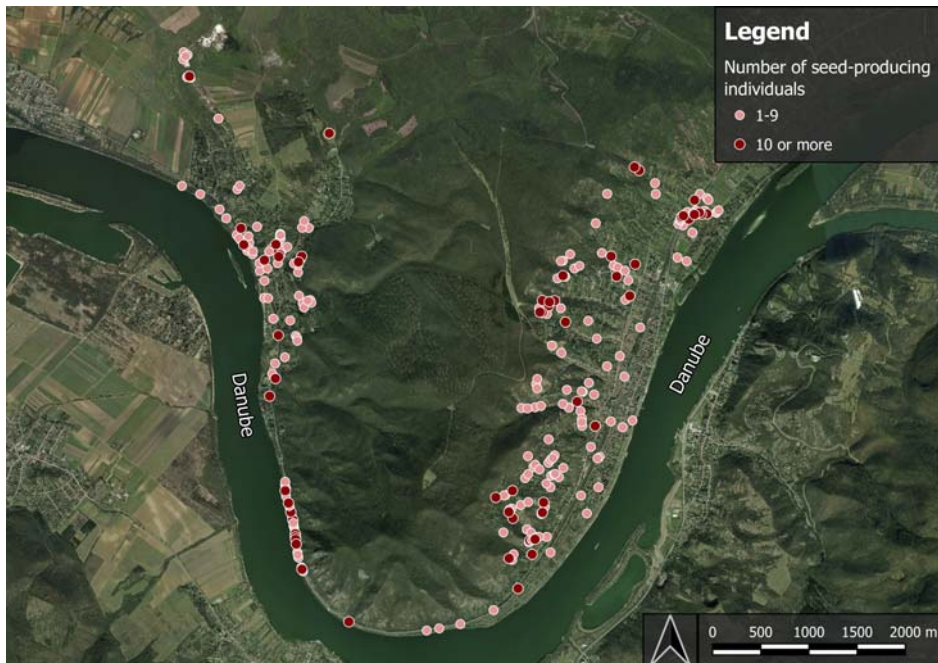 Legend
Number of seed-producing
individuals
1-9
10 or more
Danube
Danube
0 500 1000 1500 2000 m